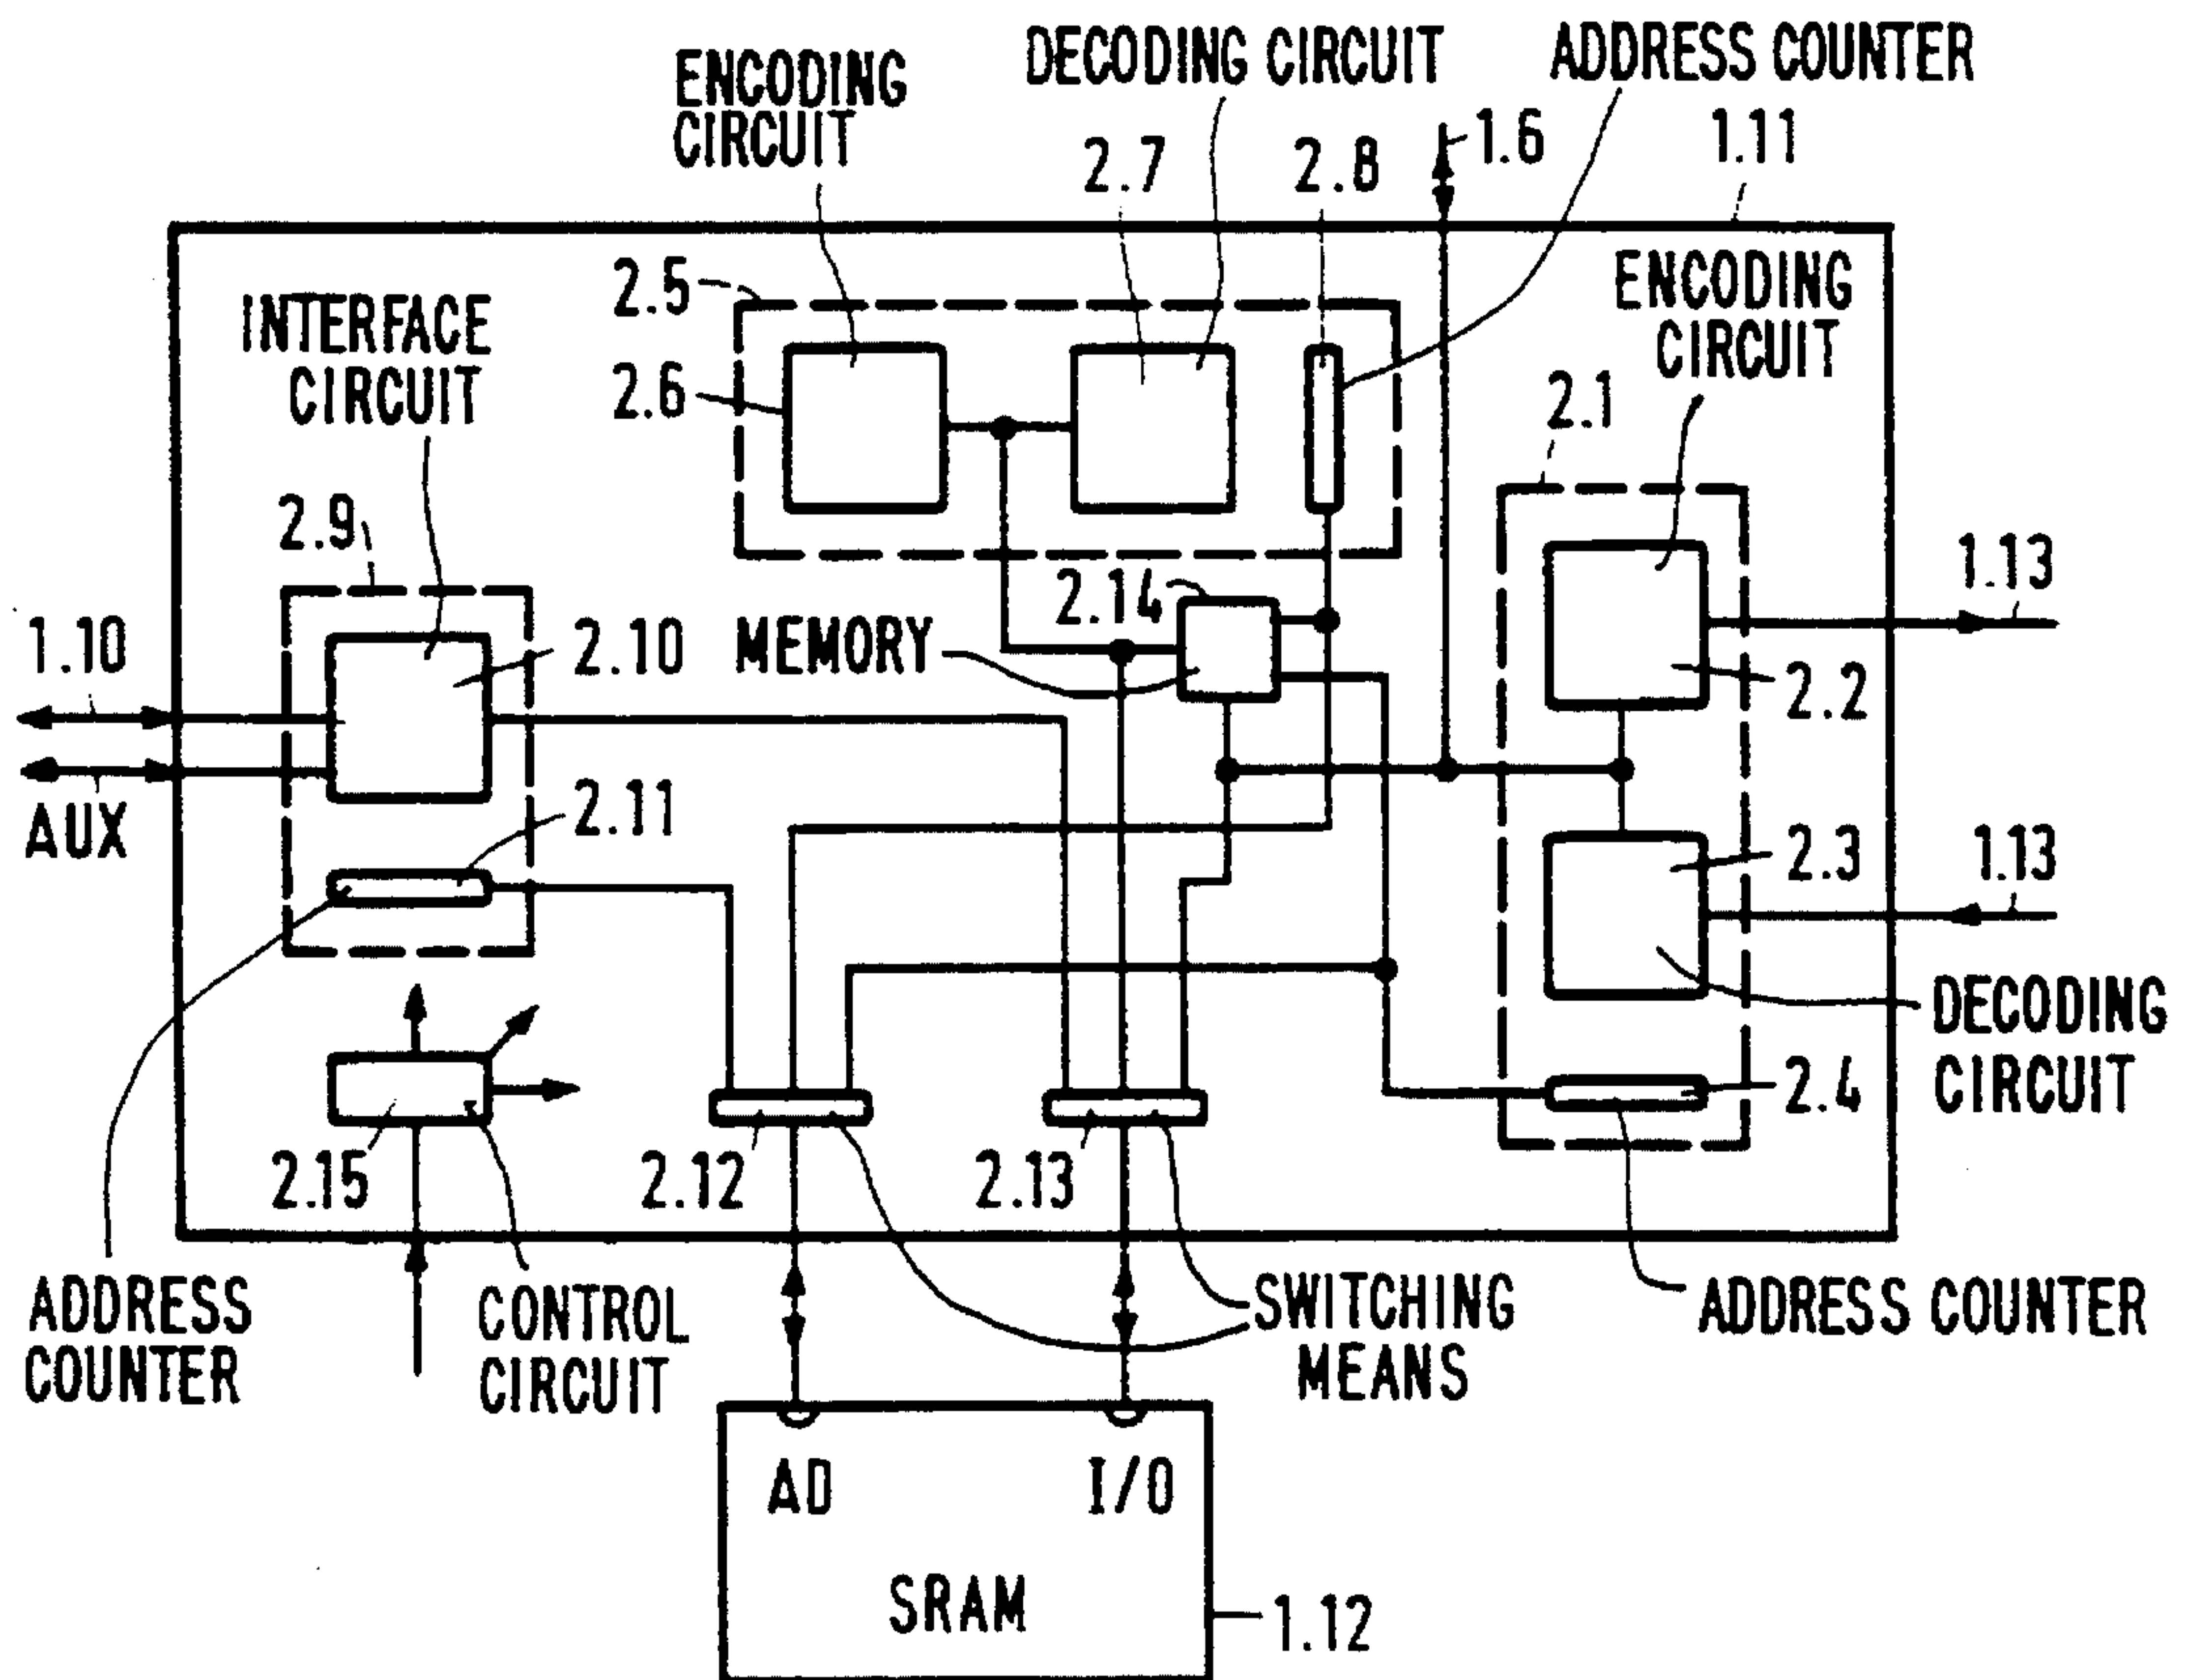 ENCODING
CIRCUIT
DECODING CIRCUIT
ADDRESS COUNTER
2.7
2.8
1.6
1.11
2.5
ENCODING
CIRCUIT
INTERFACE
CIRCUIT
2.6
2.1
2.9
1.13
2.14
1.10
2.10
MEMORY
2.2
AUX
2.11
2.3
1.13
DECODING
CIRCUIT
2.4
2.15
2.12
2.13
ADDRESS
COUNTER
CONTROL
CIRCUIT
SWITCHING
MEANS
ADDRESS COUNTER
AD
I/O
SRAM
1.12